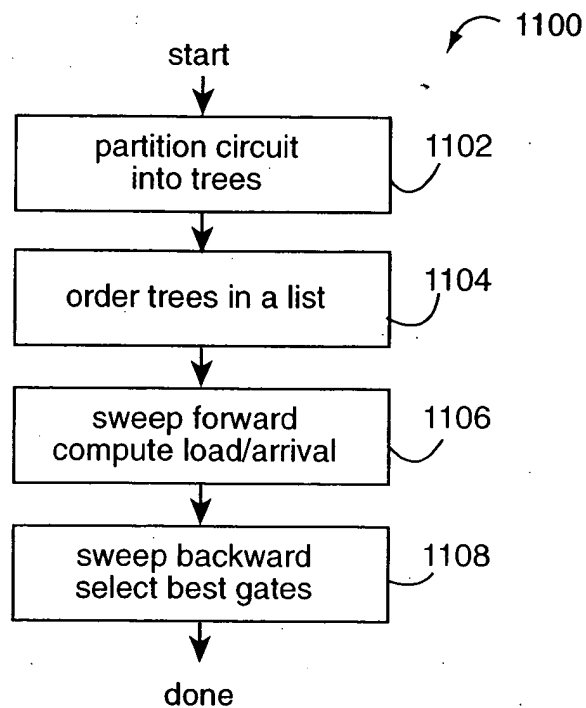 1100
start
partition circuit
into trees
1102
order trees in a list
1104
sweep forward
compute load/arrival
1106
sweep backward
select best gates
1108
done